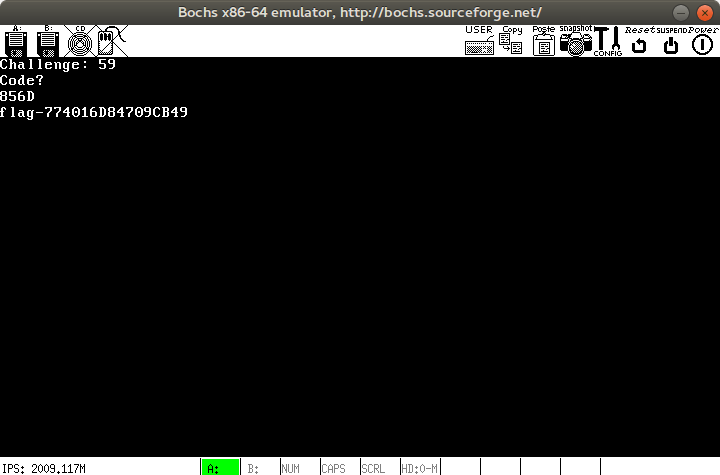 Bochs x86-64 emulator, http://bochs.sourceforge.net/
A: B: CD USER Copy Paste snapshot CONFIG Reset SUSPEND Power
Challenge: 59
Code?
856D
flag-774016D84709CB49
IPS: 2009,117M A: B: NUM CAPS SCRL HD:0-M